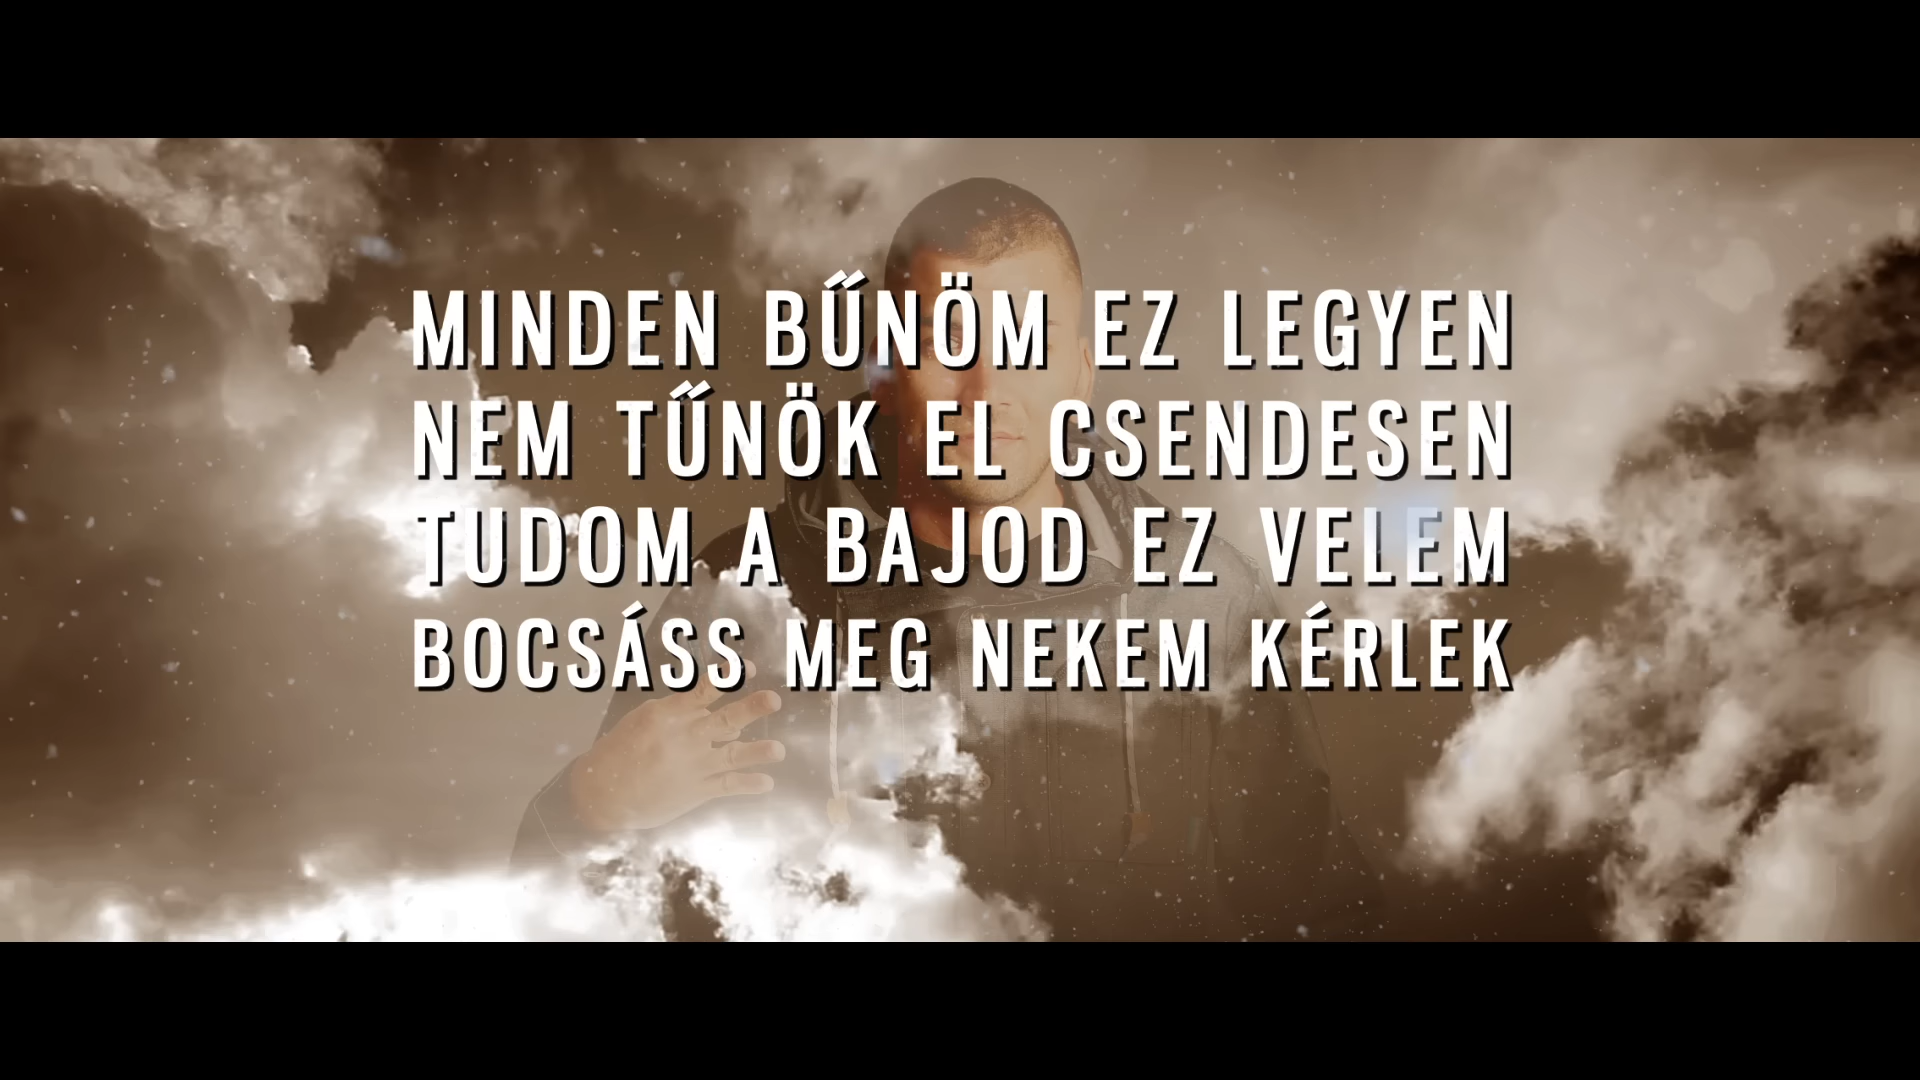 MINDEN BŰNÖM EZ LEGYEN
NEM TŰNÖK EL CSENDESEN
TUDOM A BAJOD EZ VELEM
BOCSÁSS MEG NEKEM KÉRLEK